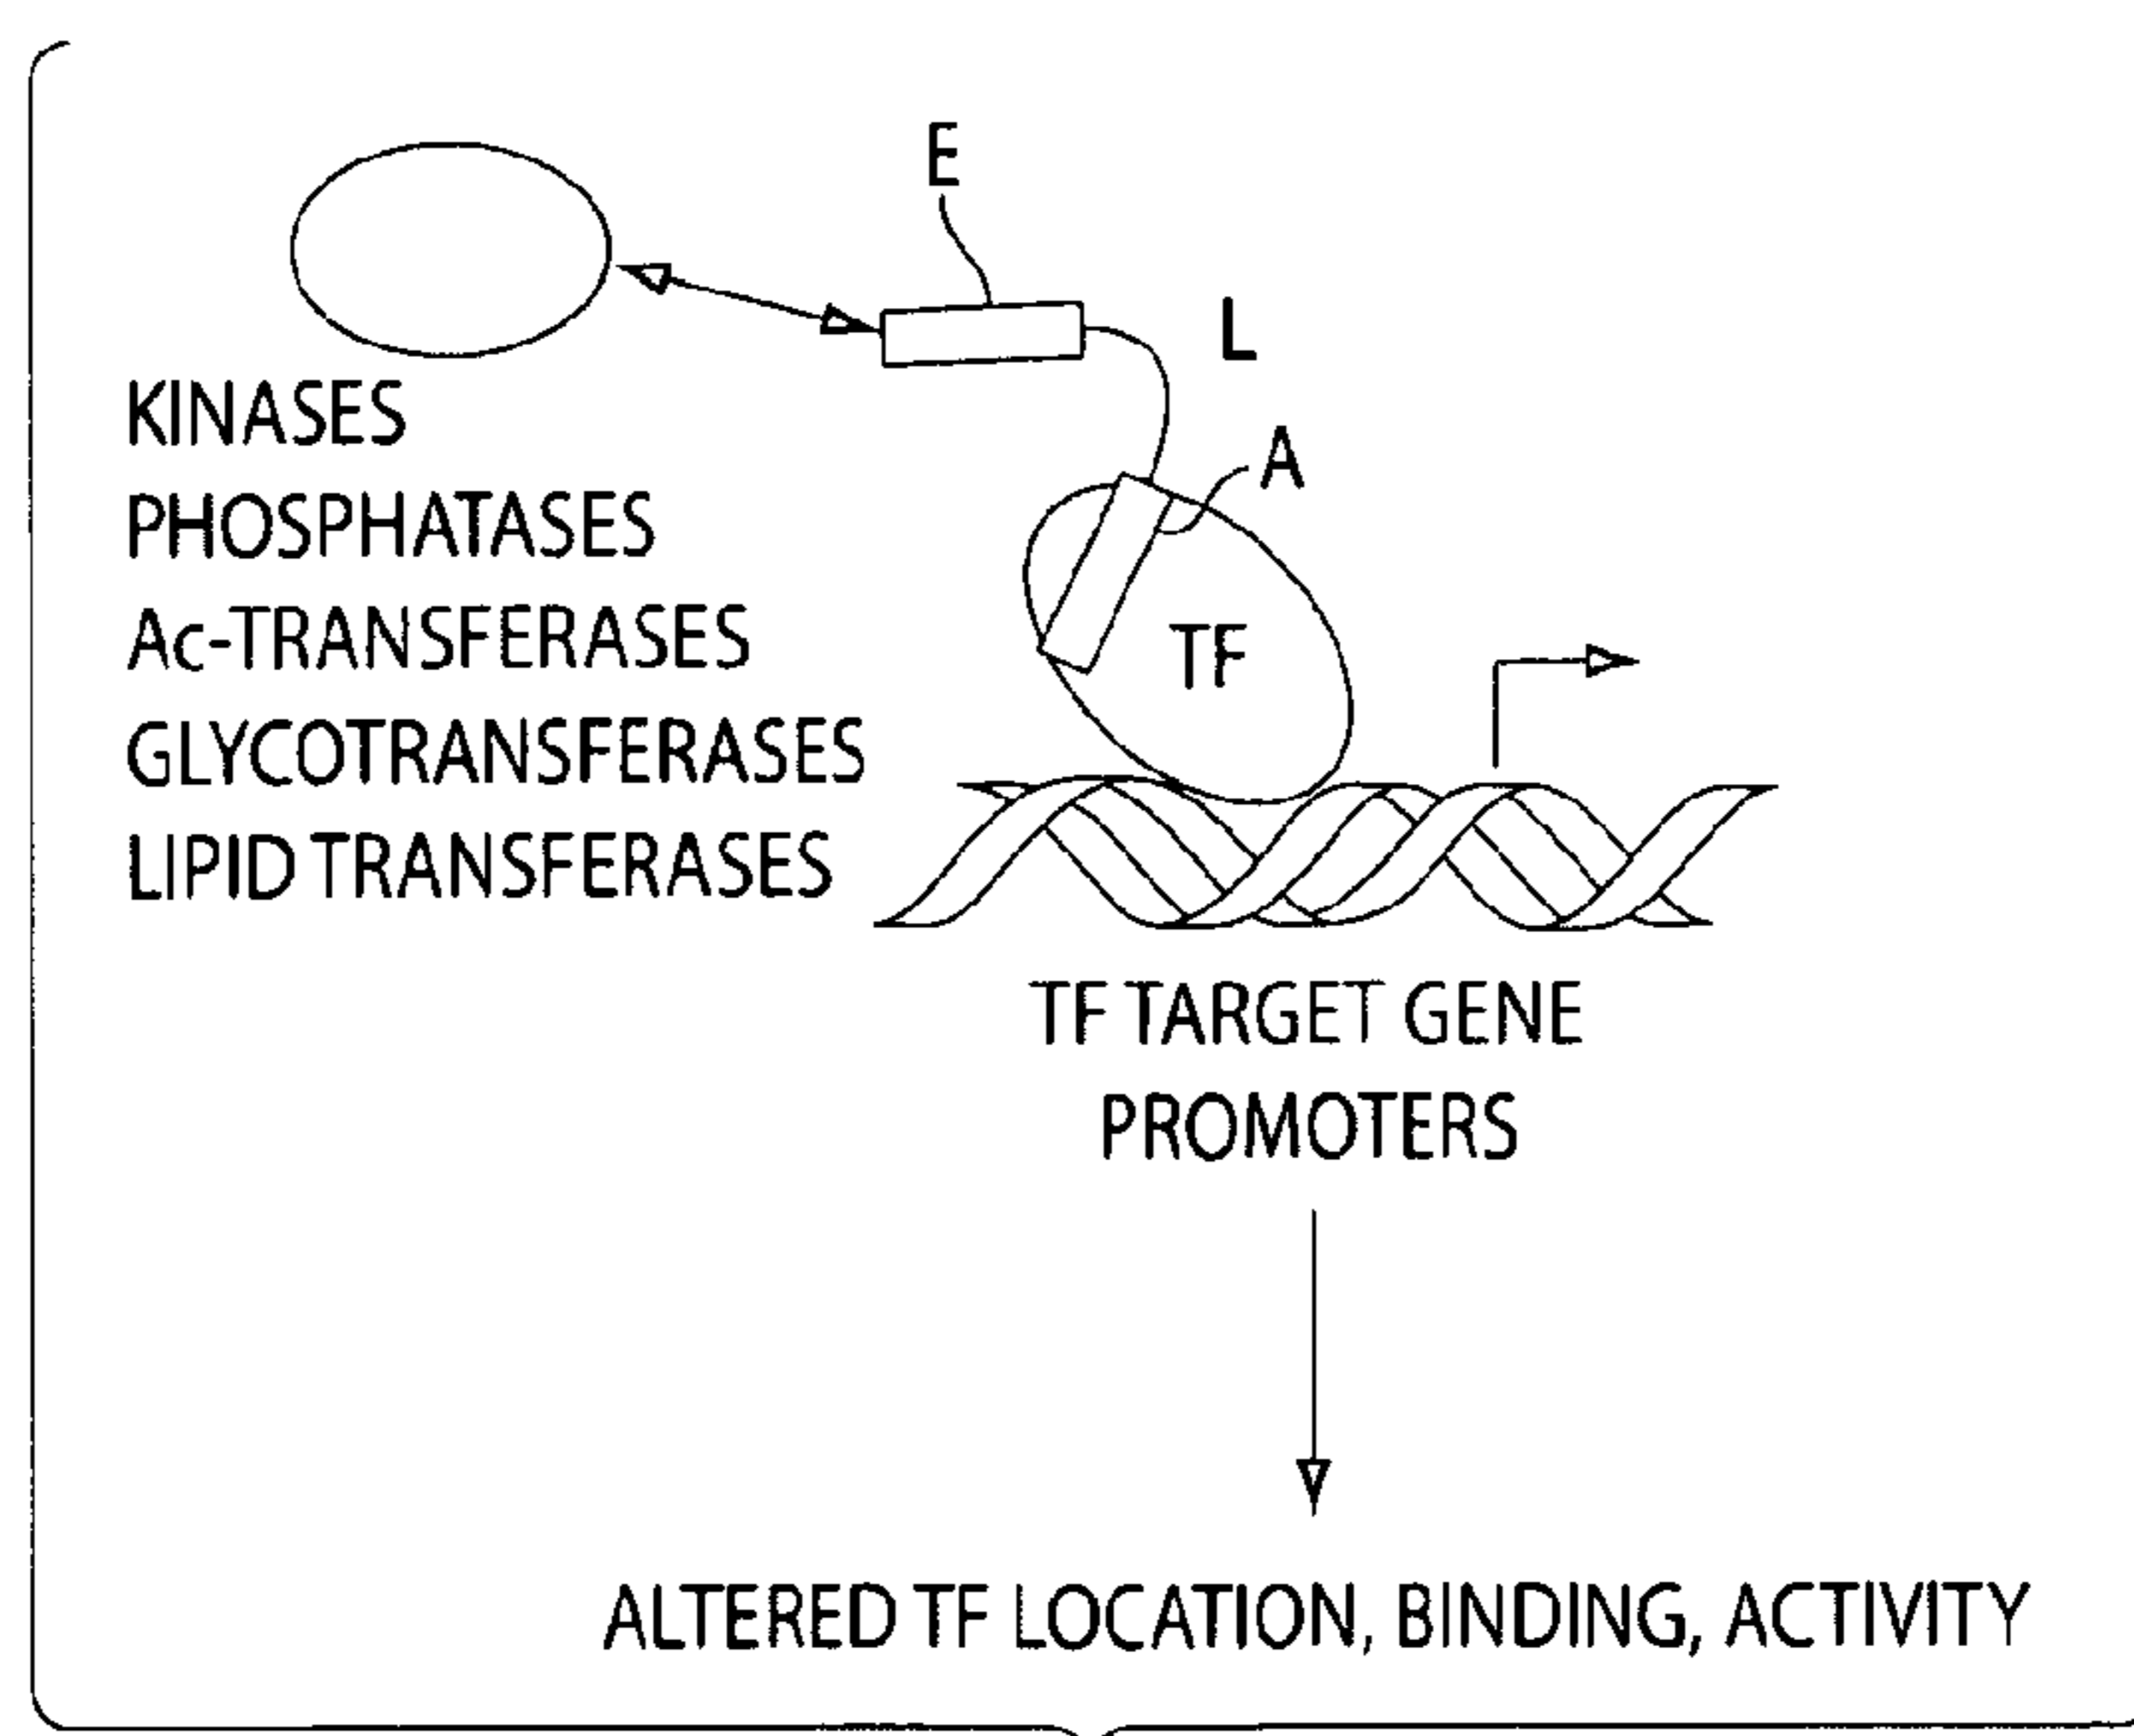 E
L
A
KINASES
PHOSPHATASES
Ac-TRANSFERASES
GLYCOTRANSFERASES
LIPID TRANSFERASES
TF
TF TARGET GENE
PROMOTERS
ALTERED TF LOCATION, BINDING, ACTIVITY